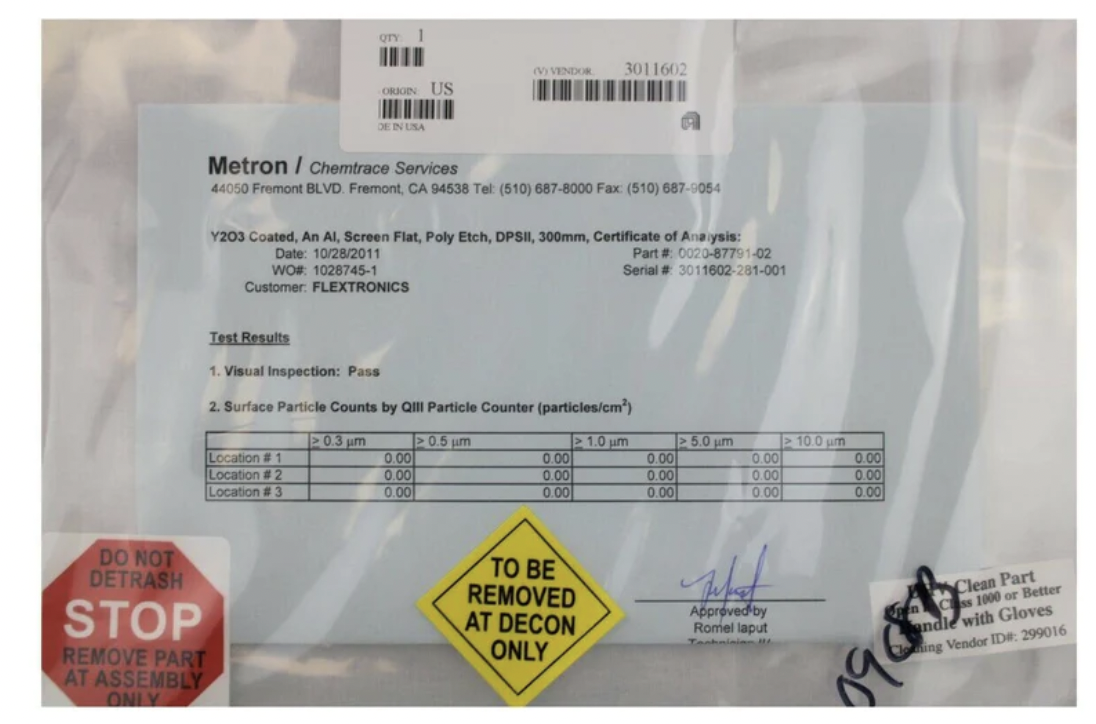 QTY: 1
ORIGIN: US
DE IN USA
(V) VENDOR: 3011602
Metron / Chemtrace Services
44050 Fremont BLVD. Fremont, CA 94538 Tel: (510) 687-8000 Fax: (510) 687-9054
Y2O3 Coated, An Al, Screen Flat, Poly Etch, DPSII, 300mm, Certificate of Analysis:
Date: 10/28/2011 Part #: 0020-87791-02
WO#: 1028745-1 Serial #: 3011602-281-001
Customer: FLEXTRONICS
Test Results
1. Visual Inspection: Pass
2. Surface Particle Counts by QIII Particle Counter (particles/cm²)
≥ 0.3 µm ≥ 0.5 µm ≥ 1.0 µm ≥ 5.0 µm ≥ 10.0 µm
Location # 1 0.00 0.00 0.00 0.00 0.00
Location # 2 0.00 0.00 0.00 0.00 0.00
Location # 3 0.00 0.00 0.00 0.00 0.00
DO NOT
DETRASH
STOP
REMOVE PART
AT ASSEMBLY
ONLY
TO BE
REMOVED
AT DECON
ONLY
Approved by
Romel Iaput
Clean Part
Open Class 1000 or Better
Handle with Gloves
Cleaning Vendor ID#: 299016